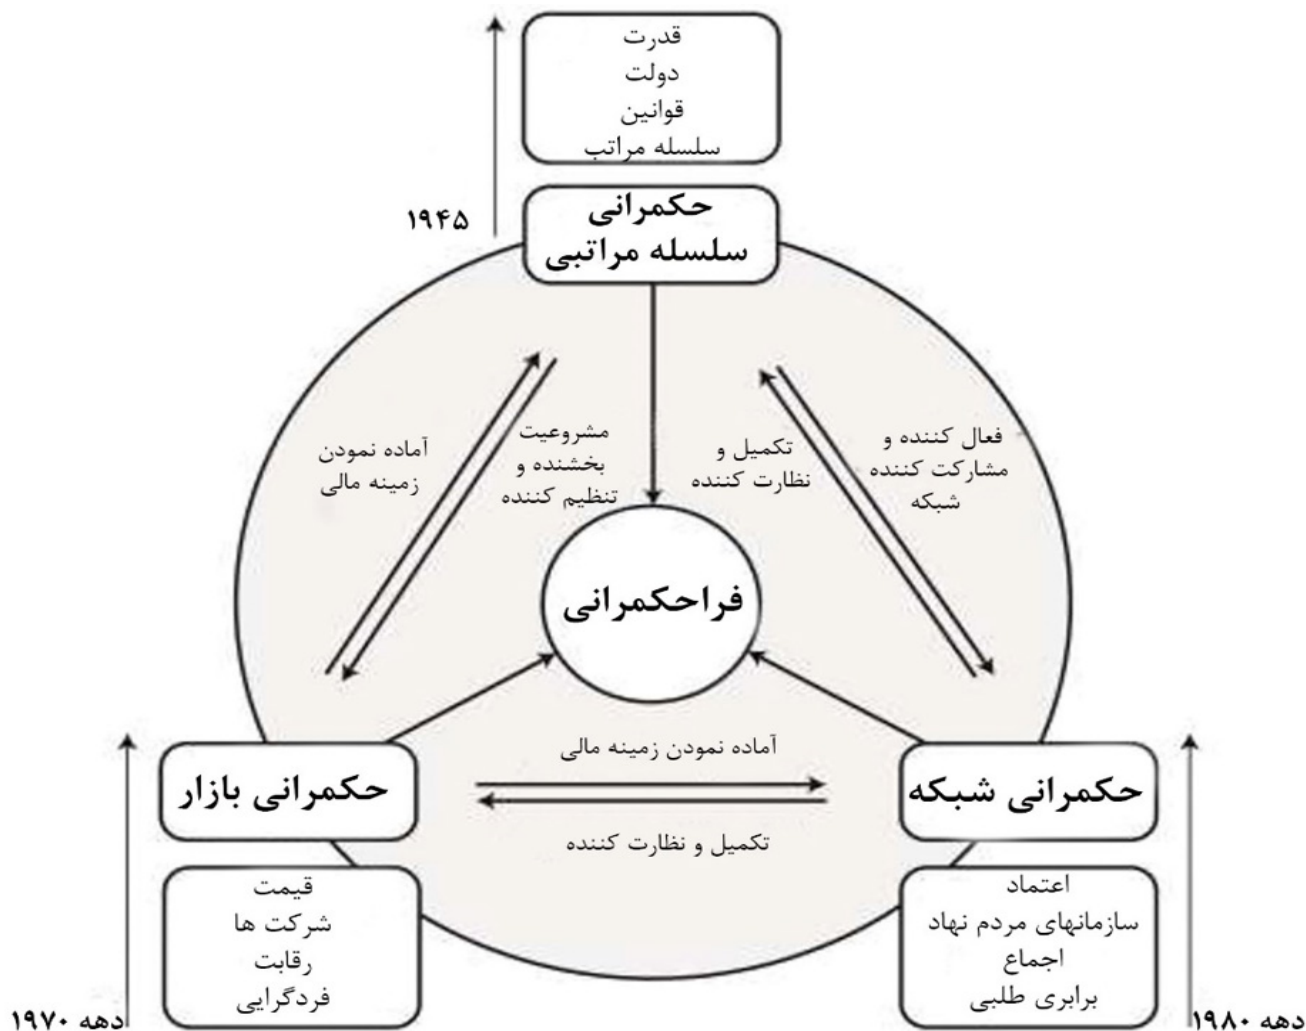 قدرت
دولت
قوانین
سلسله مراتب
۱۹۴۵
حکمرانی
سلسله مراتبی
آماده نمودن
زمینه مالی
مشروعیت
بخشنده و
تنظیم کننده
تکمیل و
نظارت کننده
فعال کننده و
مشارکت کننده
شبکه
فراحکمرانی
آماده نمودن زمینه مالی
تکمیل و نظارت کننده
حکمرانی شبکه
اعتماد
سازمانهای مردم نهاد
اجماع
برابری طلبی
دهه ۱۹۸۰
حکمرانی بازار
قیمت
شرکت ها
رقابت
فردگرایی
دهه ۱۹۷۰